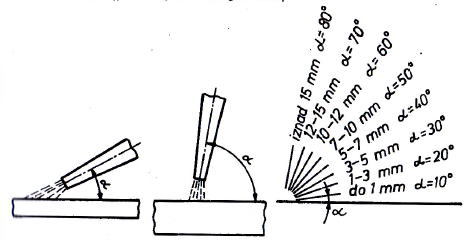 iznad 15 mm α=80°
12-15 mm α=70°
10-12 mm α=60°
7-10 mm α=50°
5-7 mm α=40°
3-5 mm α=30°
1-3 mm α=20°
do 1 mm α=10°
α
α
α